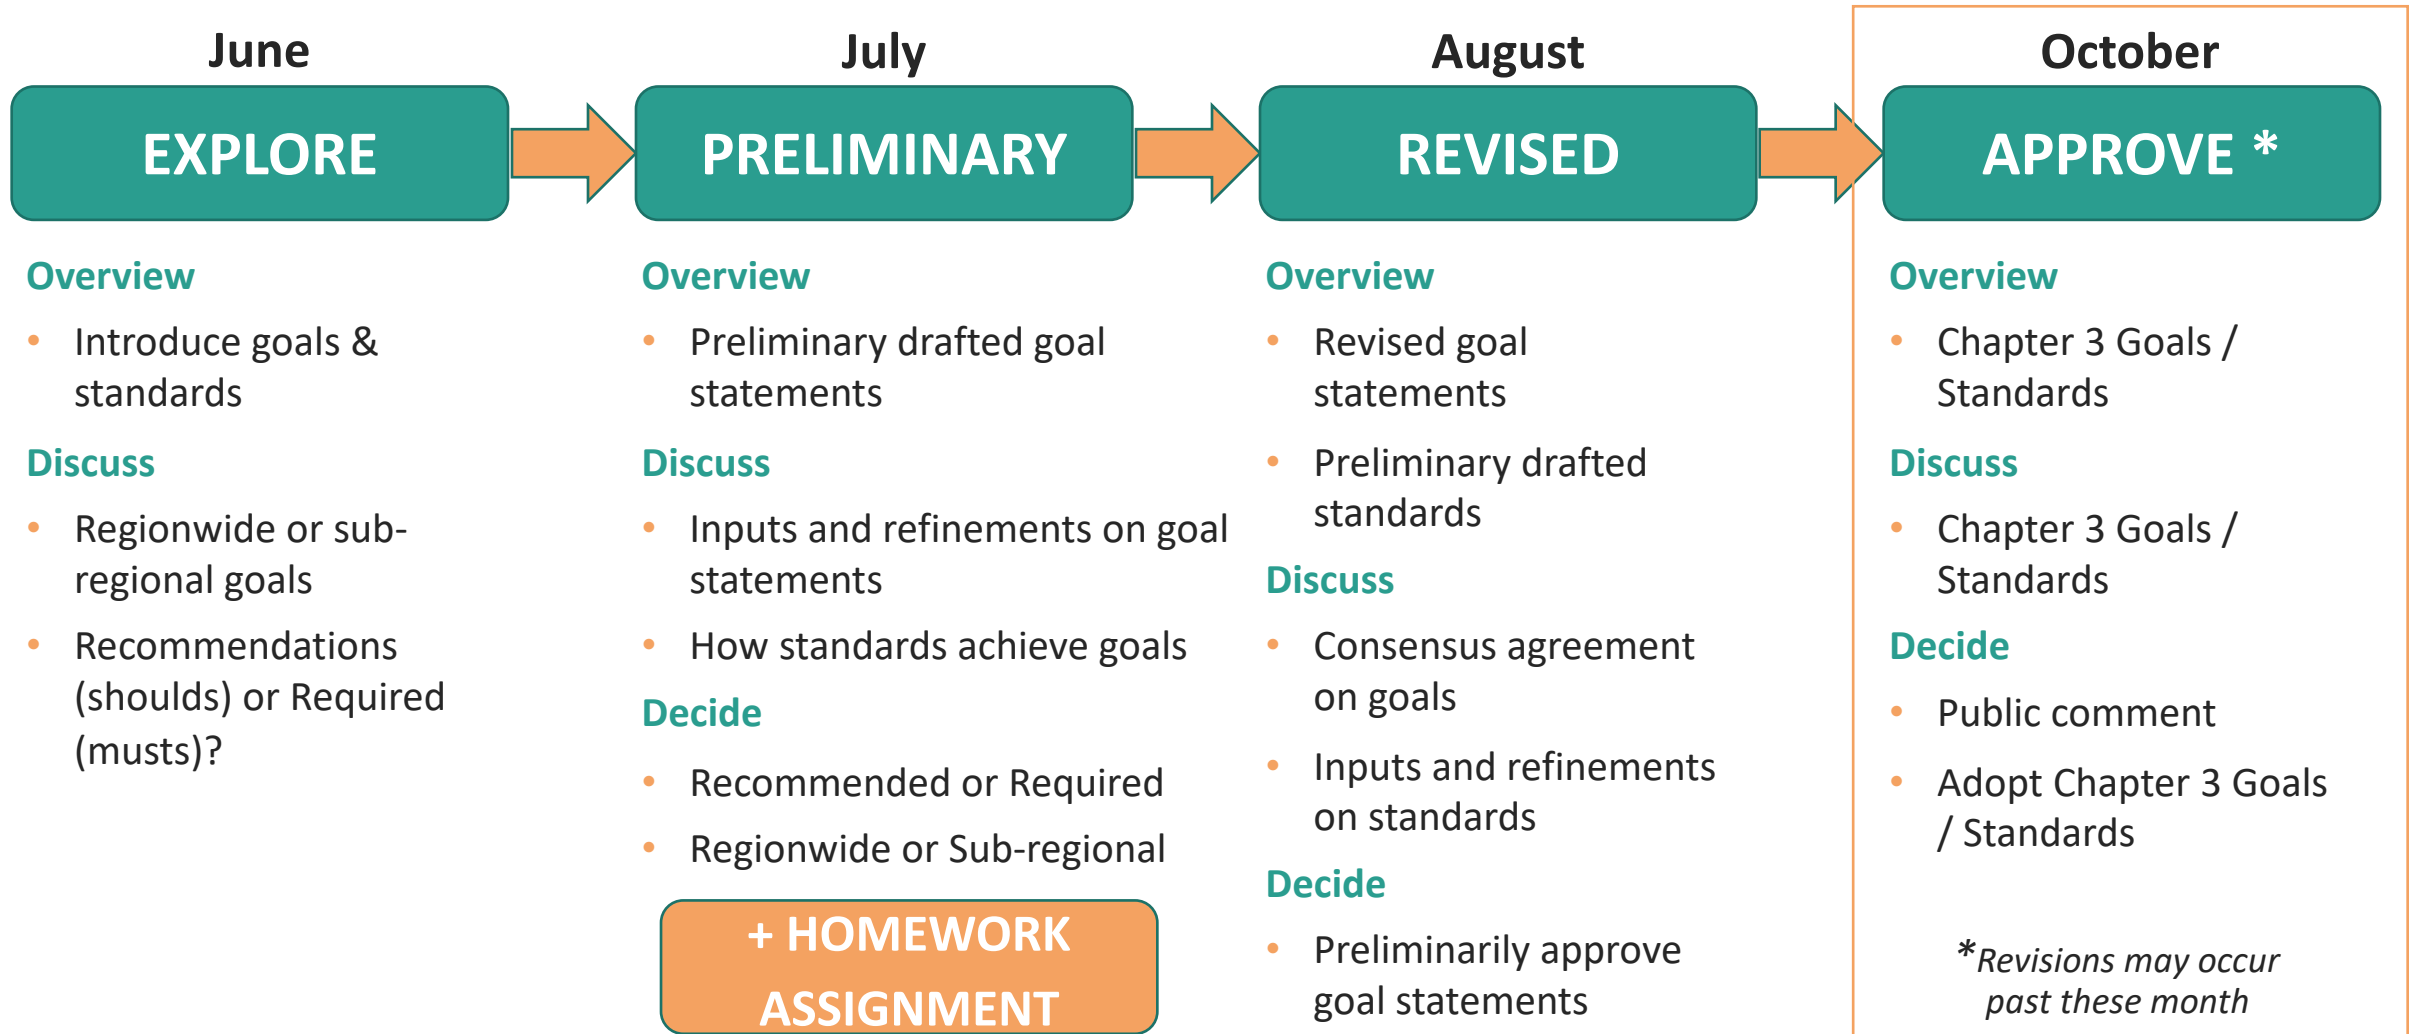 June
EXPLORE
Overview
• Introduce goals &
standards
Discuss
• Regionwide or sub-
regional goals
• Recommendations
(shoulds) or Required
(musts)?
July
PRELIMINARY
Overview
• Preliminary drafted goal
statements
Discuss
• Inputs and refinements on goal
statements
• How standards achieve goals
Decide
• Recommended or Required
• Regionwide or Sub-regional
+ HOMEWORK
ASSIGNMENT
August
REVISED
Overview
• Revised goal
statements
• Preliminary drafted
standards
Discuss
• Consensus agreement
on goals
• Inputs and refinements
on standards
Decide
• Preliminarily approve
goal statements
October
APPROVE *
Overview
• Chapter 3 Goals /
Standards
Discuss
• Chapter 3 Goals /
Standards
Decide
• Public comment
• Adopt Chapter 3 Goals
/ Standards
*Revisions may occur
past these month